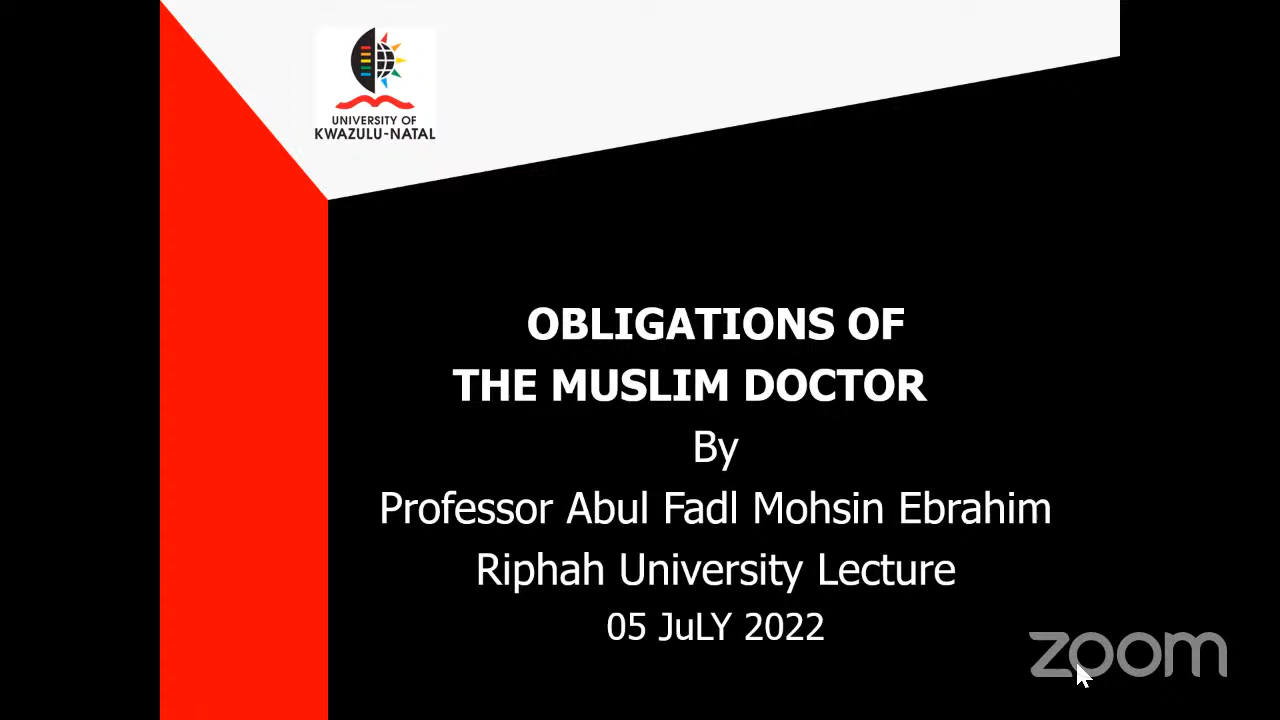 UNIVERSITY OF
KWAZULU-NATAL
OBLIGATIONS OF
THE MUSLIM DOCTOR
By
Professor Abul Fadl Mohsin Ebrahim
Riphah University Lecture
05 JuLY 2022
zoom